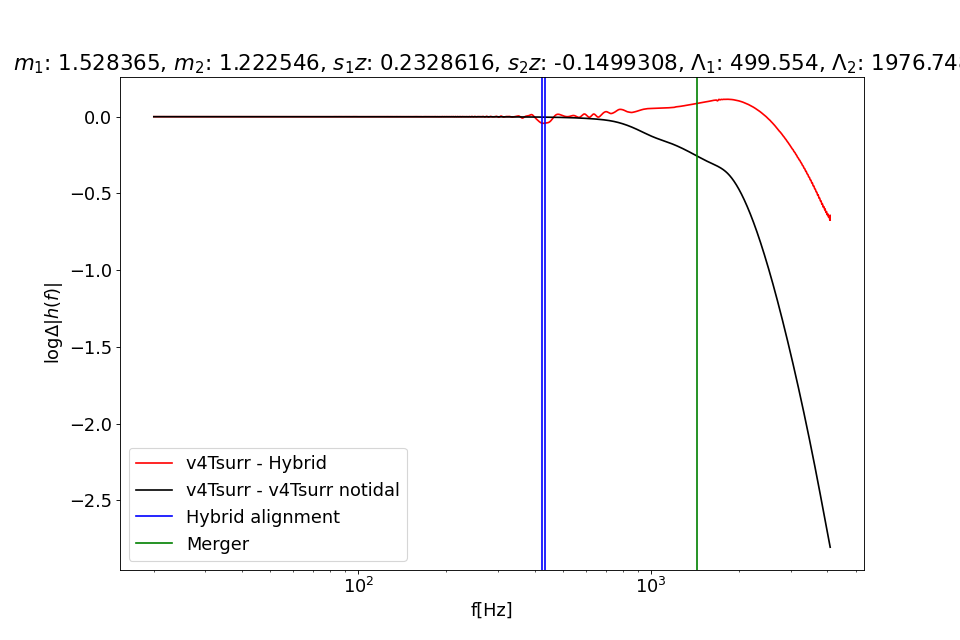 m₁: 1.528365, m₂: 1.222546, s₁z: 0.2328616, s₂z: -0.1499308, Λ₁: 499.554, Λ₂: 1976.74
0.0
−0.5
−1.0
−1.5
−2.0
−2.5
logΔ|h(f)|
v4Tsurr - Hybrid
v4Tsurr - v4Tsurr notidal
Hybrid alignment
Merger
10²
10³
f[Hz]